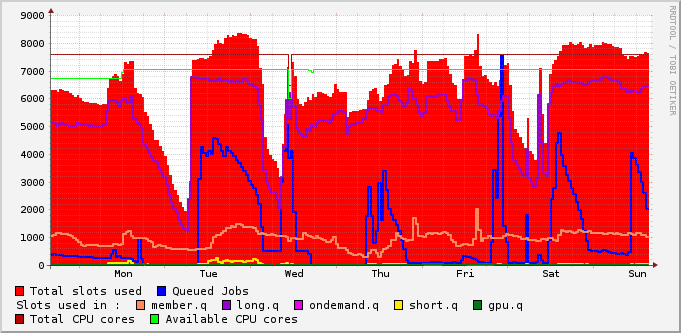 9000
8000
7000
6000
5000
4000
3000
2000
1000
0
Mon Tue Wed Thu Fri Sat Sun
RRDTOOL / TOBI OETIKER
Total slots used Queued Jobs
Slots used in : member.q long.q ondemand.q short.q gpu.q
Total CPU cores Available CPU cores